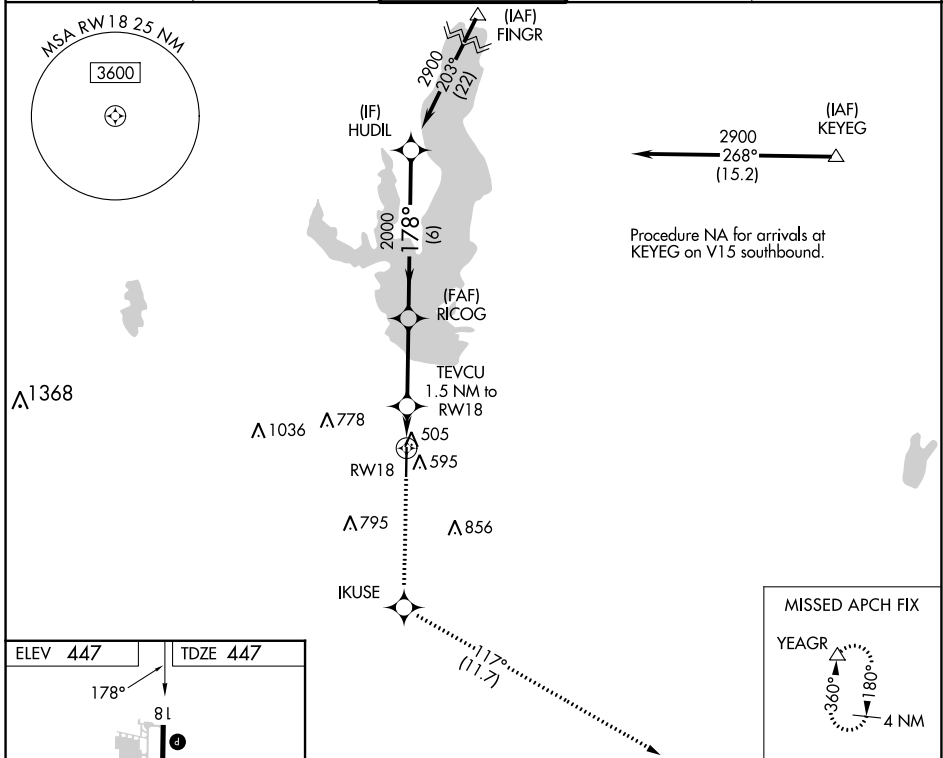 MSA RW18 25 NM
3600
(IAF)
FINGR
2900
203°
(22)
(IF)
HUDIL
(IAF)
KEYEG
2900
268°
(15.2)
2000
178°
(6)
Procedure NA for arrivals at
KEYEG on V15 southbound.
(FAF)
RICOG
TEVCU
1.5 NM to
RW18
1368
1036
778
505
RW18
595
795
856
IKUSE
117°
(11.7)
MISSED APCH FIX
YEAGR
360°
180°
4 NM
ELEV 447
TDZE 447
178°
18
P